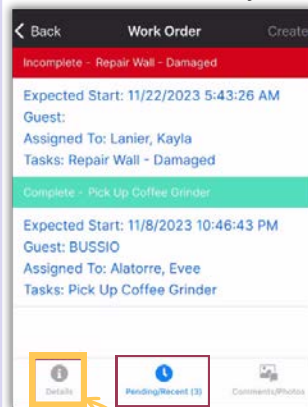 Back Work Order Create
Incomplete - Repair Wall - Damaged
Expected Start: 11/22/2023 5:43:26 AM
Guest:
Assigned To: Lanier, Kayla
Tasks: Repair Wall - Damaged
Complete - Pick Up Coffee Grinder
Expected Start: 11/8/2023 10:46:43 PM
Guest: BUSSIO
Assigned To: Alatorre, Evee
Tasks: Pick Up Coffee Grinder
Details Pending/Recent (3) Comments/Photos